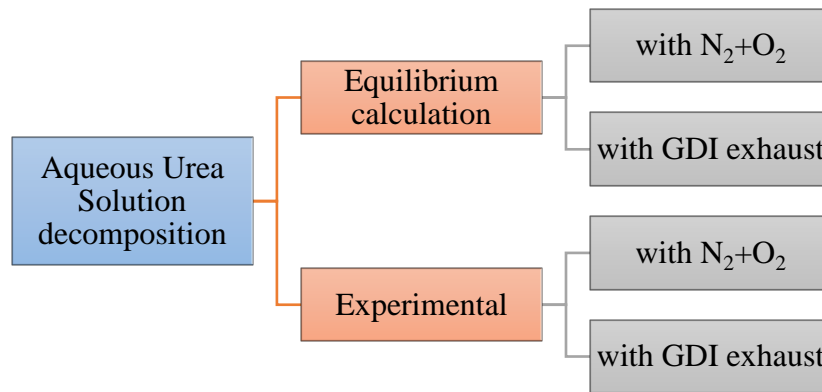 Aqueous Urea
Solution
decomposition
Equilibrium
calculation
with N₂+O₂
with GDI exhaust
Experimental
with N₂+O₂
with GDI exhaust